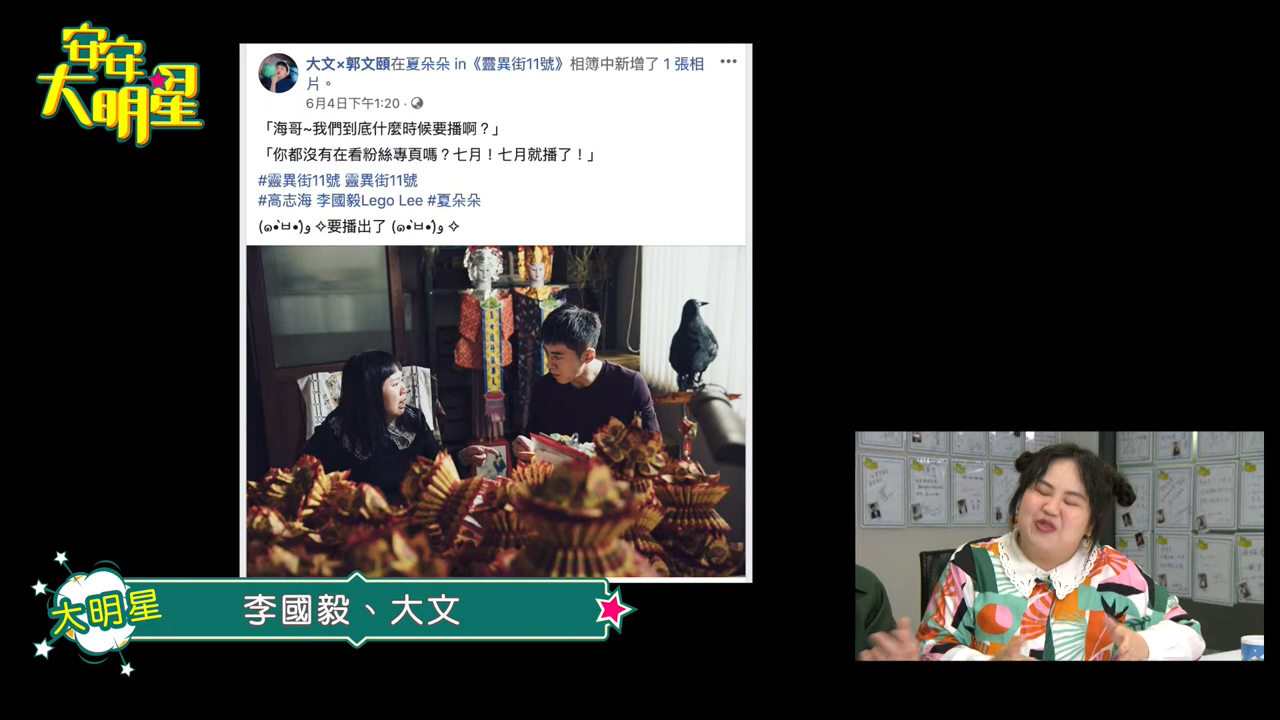 安安
大明星
大文×郭文頤在夏朵朵 in《靈異街11號》相簿中新增了 1 張相
片。
6月4日下午1:20
「海哥~我們到底什麼時候要播啊？」
「你都沒有在看粉絲專頁嗎？七月！七月就播了！」
#靈異街11號 靈異街11號
#高志海 李國毅Lego Lee #夏朵朵
(๑•̀ㅂ•́)و ✧要播出了 (๑•̀ㅂ•́)و ✧
大明星
李國毅、大文